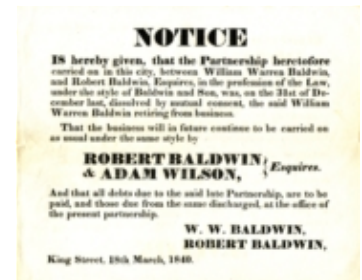 NOTICE
IS hereby given, that the Partnership heretofore
carried on in this city, between William Warren Baldwin,
and Robert Baldwin, Esquires, in the profession of the Law,
under the style of Baldwin and Son, was, on the 31st of De-
cember last, dissolved by mutual consent, the said William
Warren Baldwin retiring from business.
That the business will in future continue to be carried on
as usual under the same style by
ROBERT BALDWIN
& ADAM WILSON, } Esquires.
And that all debts due to the said late Partnership, are to be
paid, and those due from the same discharged, at the office of
the present partnership.
W. W. BALDWIN,
ROBERT BALDWIN,
King Street, 18th March, 1840.